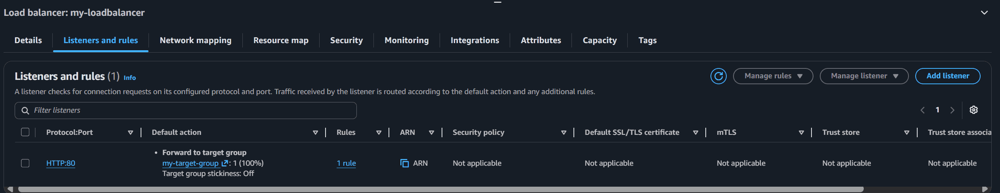 Load balancer: my-loadbalancer
Details Listeners and rules Network mapping Resource map Security Monitoring Integrations Attributes Capacity Tags
Listeners and rules (1) Info
Manage rules Manage listener Add listener
A listener checks for connection requests on its configured protocol and port. Traffic received by the listener is routed according to the default action and any additional rules.
Filter listeners
1
Protocol:Port Default action Rules ARN Security policy Default SSL/TLS certificate mTLS Trust store Trust store associa
• Forward to target group
HTTP:80 my-target-group : 1 (100%) 1 rule ARN Not applicable Not applicable Not applicable Not applicable Not applicable
Target group stickiness: Off